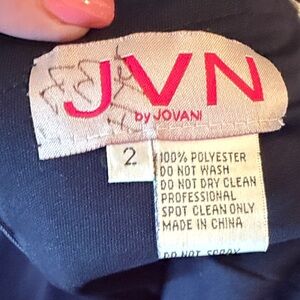 JVN
by JOVANI
2
100% POLYESTER
DO NOT WASH
DO NOT DRY CLEAN
PROFESSIONAL
SPOT CLEAN ONLY
MADE IN CHINA
DO NOT